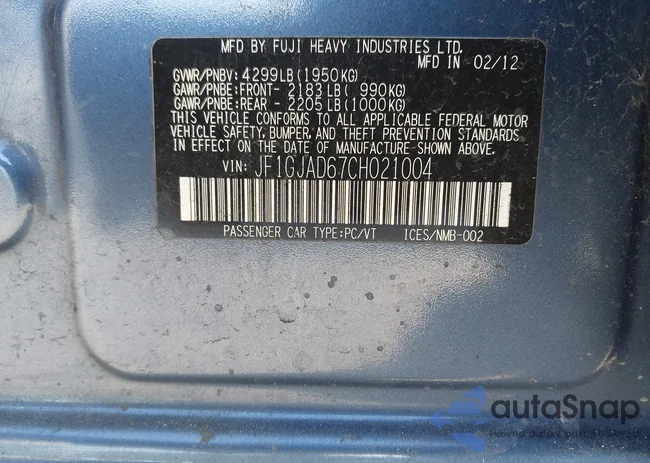 MFD BY FUJI HEAVY INDUSTRIES LTD.
MFD IN 02/12
GVWR/PNBV: 4299LB(1950KG)
GAWR/PNBE:FRONT- 2183LB( 990KG)
GAWR/PNBE:REAR - 2205LB(1000KG)
THIS VEHICLE CONFORMS TO ALL APPLICABLE FEDERAL MOTOR
VEHICLE SAFETY, BUMPER, AND THEFT PREVENTION STANDARDS
IN EFFECT ON THE DATE OF MANUFACTURE SHOWN ABOVE.
VIN: JF1GJAD67CH021004
PASSENGER CAR TYPE:PC/VT ICES/NMB-002
autoSnap